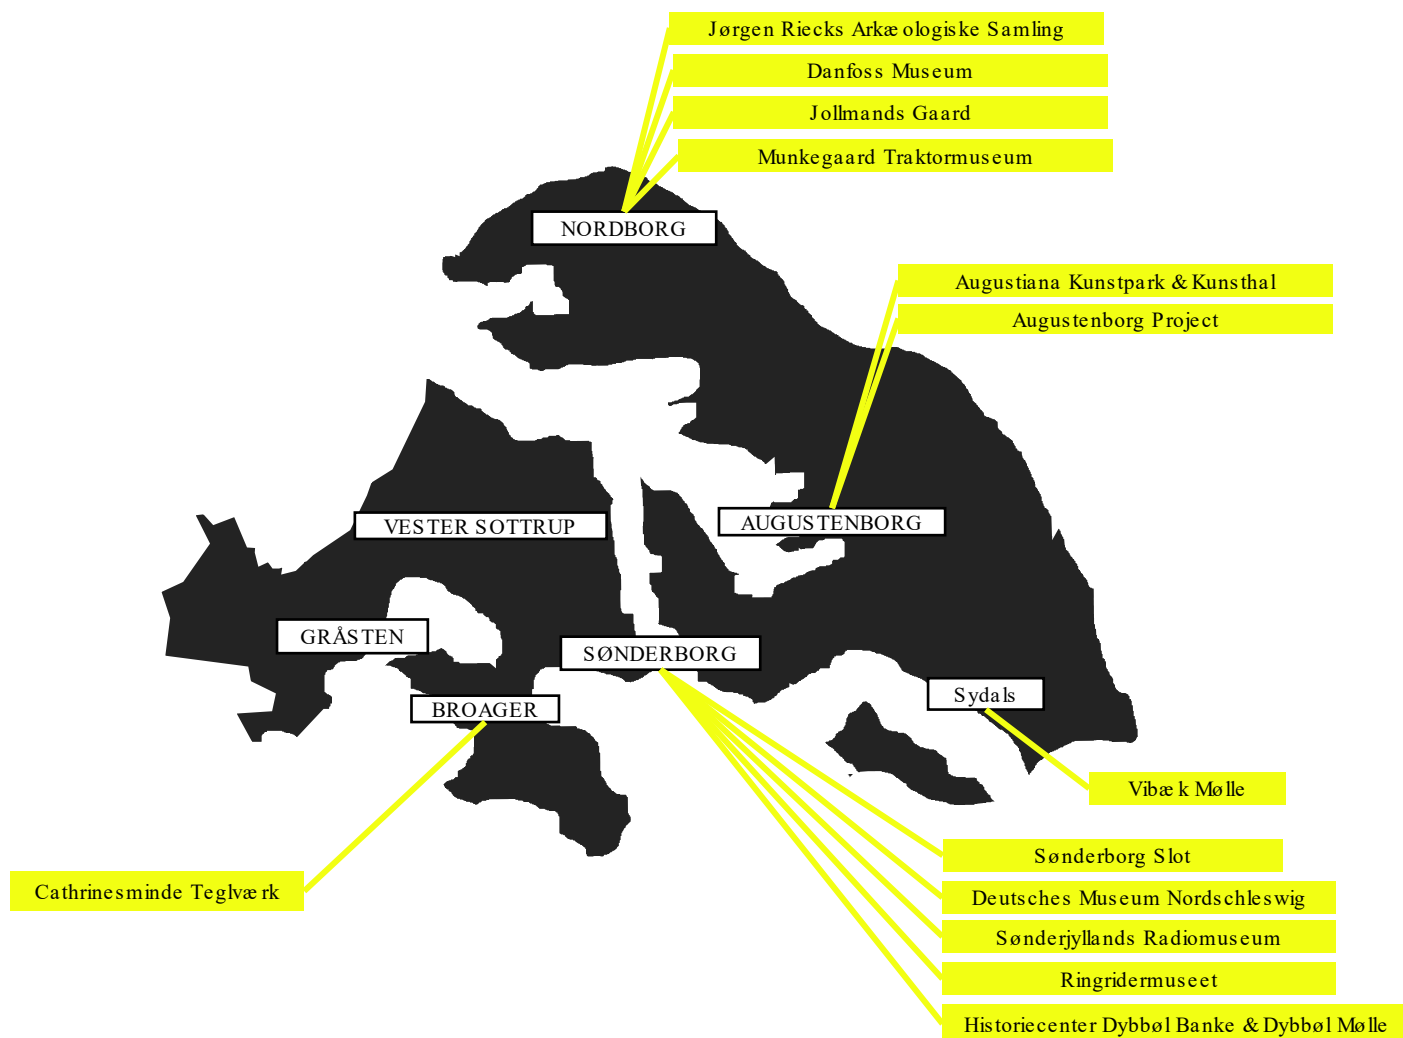 Jørgen Riecks Arkæologiske Samling
Danfoss Museum
Jollmands Gaard
Munkegaard Traktormuseum
NORDBORG
Augustiana Kunstpark & Kunsthal
Augustenborg Project
VESTER SOTTRUP
AUGUSTENBORG
GRÅSTEN
SØNDERBORG
Sydals
BROAGER
Vibæk Mølle
Sønderborg Slot
Cathrinesminde Teglværk
Deutsches Museum Nordschleswig
Sønderjyllands Radiomuseum
Ringridermuseet
Historiecenter Dybbøl Banke & Dybbøl Mølle